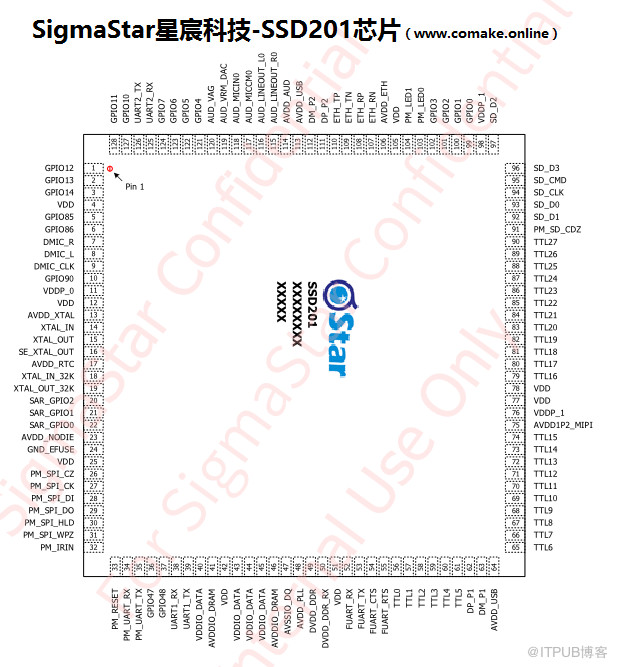 SigmaStar星宸科技-SSD201芯片（www.comake.online）
GPIO11 GPIO10 UART2_TX UART2_RX GPIO7 GPIO6 GPIO5 GPIO4 AUD_VAG AUD_VRM_DAC AUD_MICIN0 AUD_MICCM0 AUD_LINEOUT_L0 AUD_LINEOUT_R0 AVDD_AUD AVDD_USB DM_P2 DP_P2 ETH_TP ETH_TN ETH_RP ETH_RN AVDD_ETH VDD PM_LED1 PM_LED0 GPIO3 GPIO2 GPIO1 GPIO0 VDDP_1 SD_D2
128 127 126 125 124 123 122 121 120 119 118 117 116 115 114 113 112 111 110 109 108 107 106 105 104 103 102 101 100 99 98 97
GPIO12 1 96 SD_D3
GPIO13 2 95 SD_CMD
GPIO14 3 94 SD_CLK
VDD 4 93 SD_D0
GPIO85 5 92 SD_D1
GPIO86 6 91 PM_SD_CDZ
DMIC_R 7 90 TTL27
DMIC_L 8 89 TTL26
DMIC_CLK 9 88 TTL25
GPIO90 10 87 TTL24
VDDP_0 11 86 TTL23
VDD 12 85 TTL22
AVDD_XTAL 13 84 TTL21
XTAL_IN 14 83 TTL20
XTAL_OUT 15 82 TTL19
SE_XTAL_OUT 16 81 TTL18
AVDD_RTC 17 80 TTL17
XTAL_IN_32K 18 79 TTL16
XTAL_OUT_32K 19 78 VDD
SAR_GPIO2 20 77 VDD
SAR_GPIO1 21 76 VDDP_1
SAR_GPIO0 22 75 AVDD1P2_MIPI
AVDD_NODIE 23 74 TTL15
GND_EFUSE 24 73 TTL14
VDD 25 72 TTL13
PM_SPI_CZ 26 71 TTL12
PM_SPI_CK 27 70 TTL11
PM_SPI_DI 28 69 TTL10
PM_SPI_DO 29 68 TTL9
PM_SPI_HLD 30 67 TTL8
PM_SPI_WPZ 31 66 TTL7
PM_IRIN 32 65 TTL6
Pin 1
Star
SSD201
XXXXXXXX
XXXXX
33 34 35 36 37 38 39 40 41 42 43 44 45 46 47 48 49 50 51 52 53 54 55 56 57 58 59 60 61 62 63 64
PM_RESET PM_UART_RX PM_UART_TX GPIO47 GPIO48 UART1_RX UART1_TX VDDIO_DATA AVDDIO_DRAM VDD VDDIO_DATA VDDIO_DATA VDDIO_DATA AVDDIO_DRAM AVSSIO_DQ AVDD_PLL DVDD_DDR DVDD_DDR_RX VDD FUART_RX FUART_TX FUART_CTS FUART_RTS TTL0 TTL1 TTL2 TTL3 TTL4 TTL5 DP_P1 DM_P1 AVDD_USB
SigmaStar Confidential
For SigmaStar Confidential
Internal Use Only
@ITPUB博客